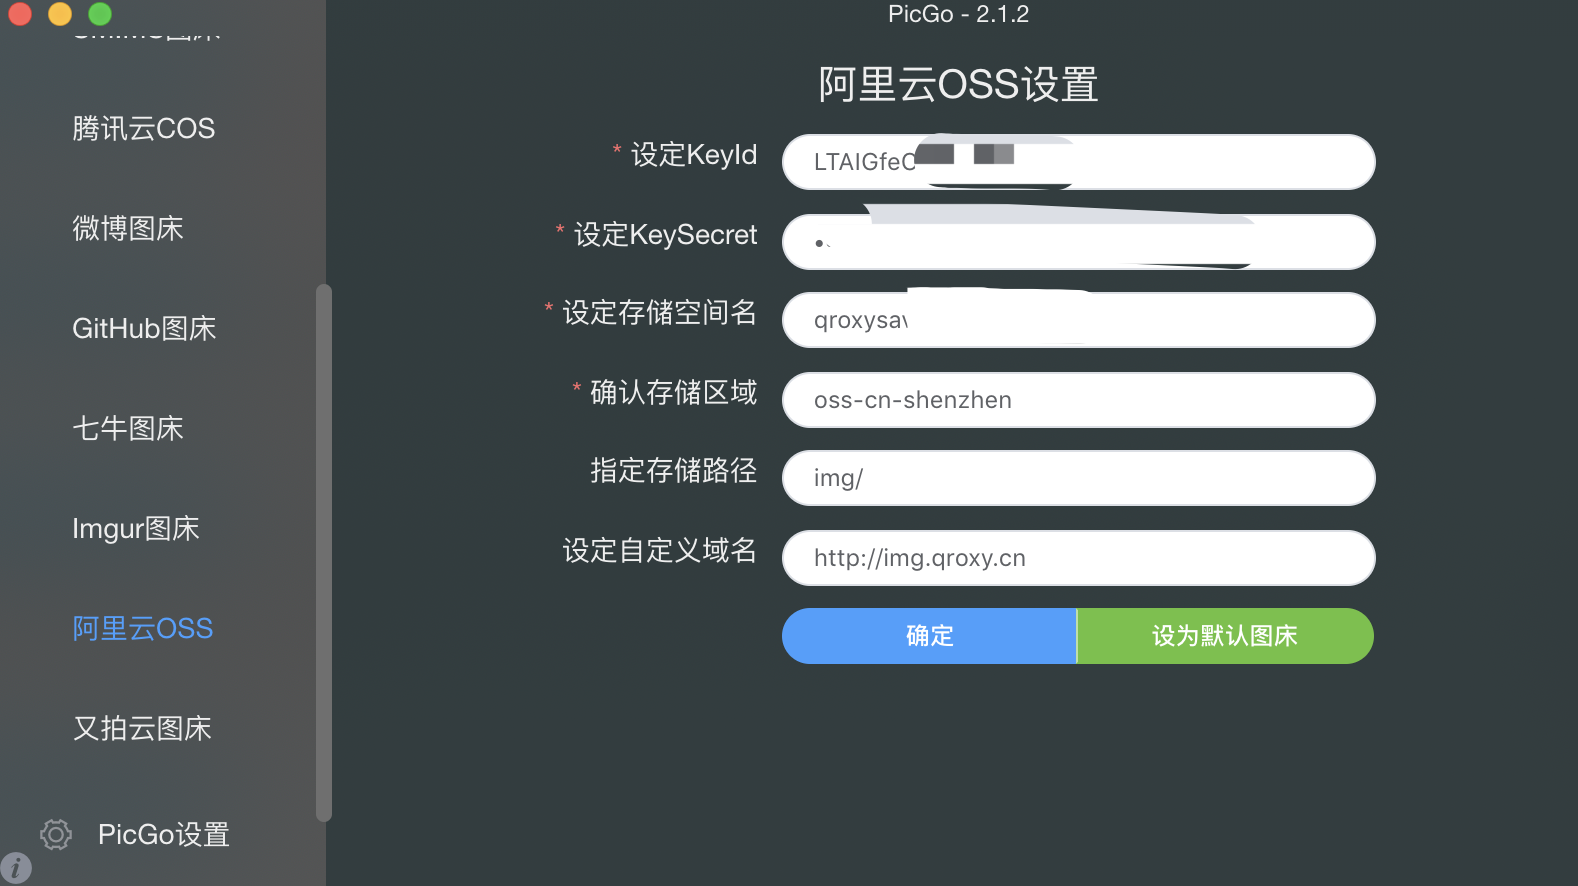 PicGo - 2.1.2
腾讯云COS
微博图床
GitHub图床
七牛图床
Imgur图床
阿里云OSS
又拍云图床
PicGo设置
阿里云OSS设置
* 设定KeyId
LTAIGfeC
* 设定KeySecret
* 设定存储空间名
qroxysa
* 确认存储区域
oss-cn-shenzhen
指定存储路径
img/
设定自定义域名
http://img.qroxy.cn
确定
设为默认图床